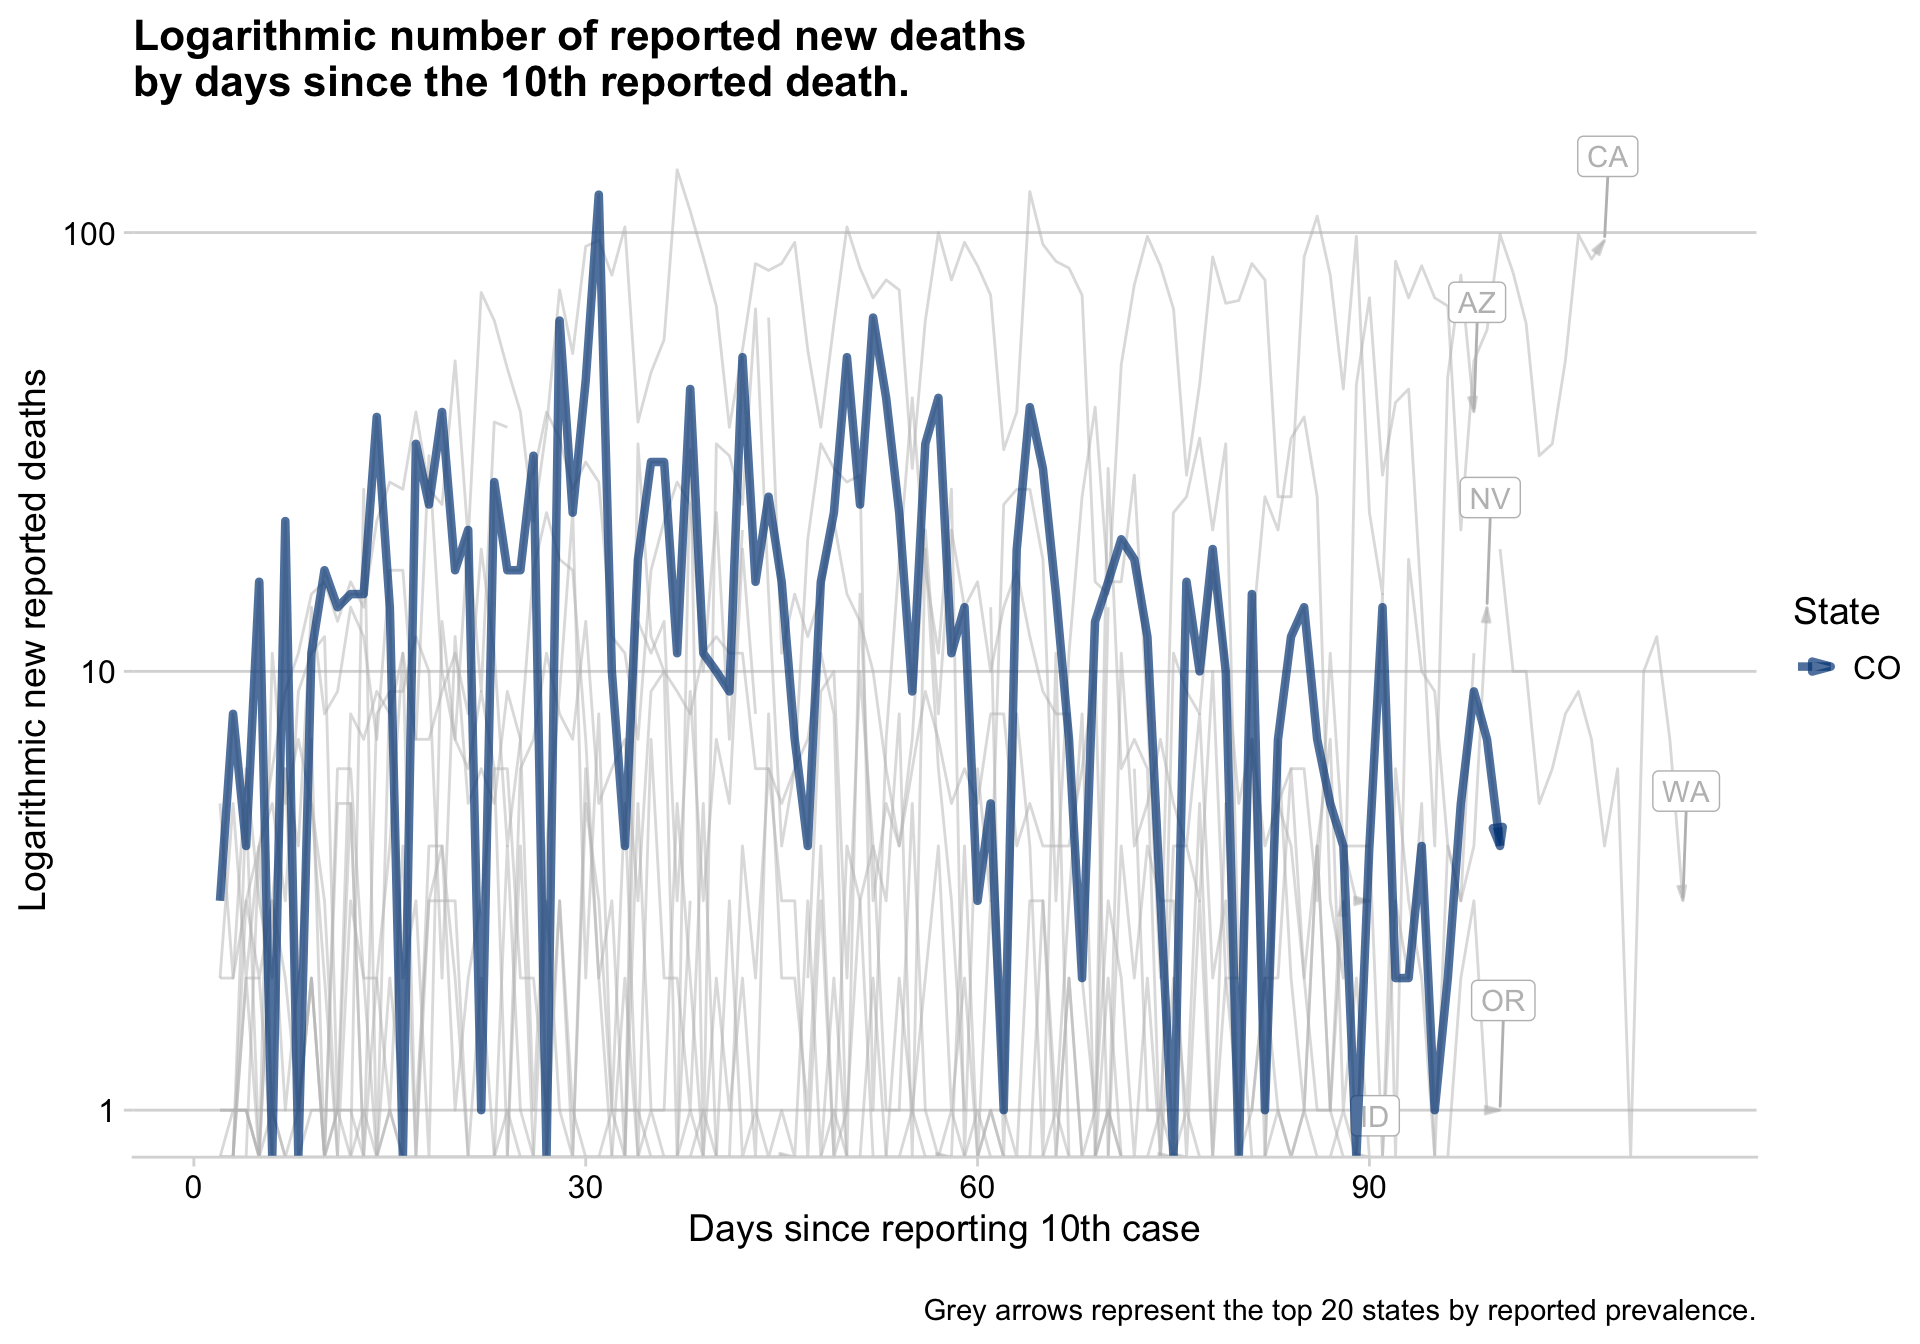 Logarithmic number of reported new deaths
by days since the 10th reported death.
CA
100
AZ
NV
State
CO
10
WA
OR
1
ID
0 30 60 90
Logarithmic new reported deaths
Days since reporting 10th case
Grey arrows represent the top 20 states by reported prevalence.